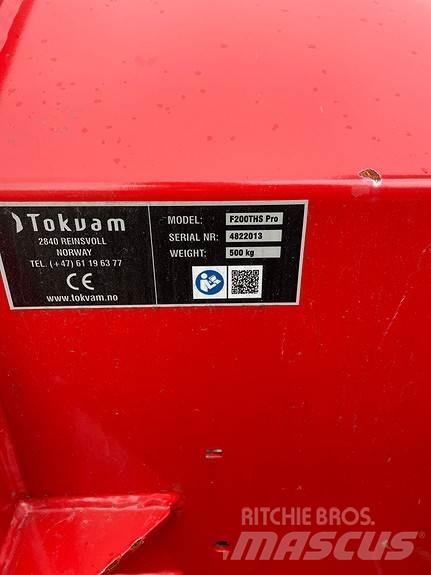 Tokvam
2840 REINSVOLL
NORWAY
TEL. (+47) 61 19 63 77
CE
www.tokvam.no
MODEL: F200THS Pro
SERIAL NR: 4822013
WEIGHT: 500 kg
RITCHIE BROS.
MASCUS